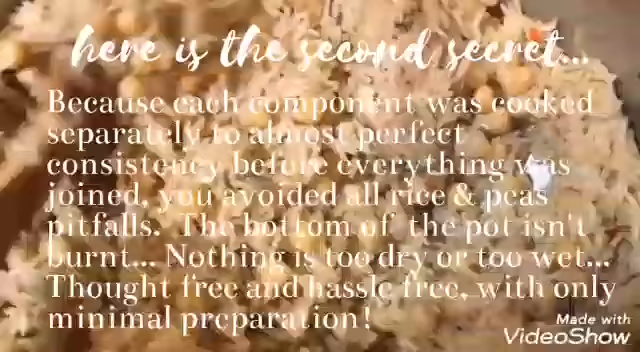 here is the second secret...
Because each component was cooked
separately to almost perfect
consistency before everything was
joined, you avoided all rice & peas
pitfalls. The bottom of the pot isn't
burnt... Nothing is too dry or too wet...
Thought free and hassle free, with only
minimal preparation!
Made with
VideoShow